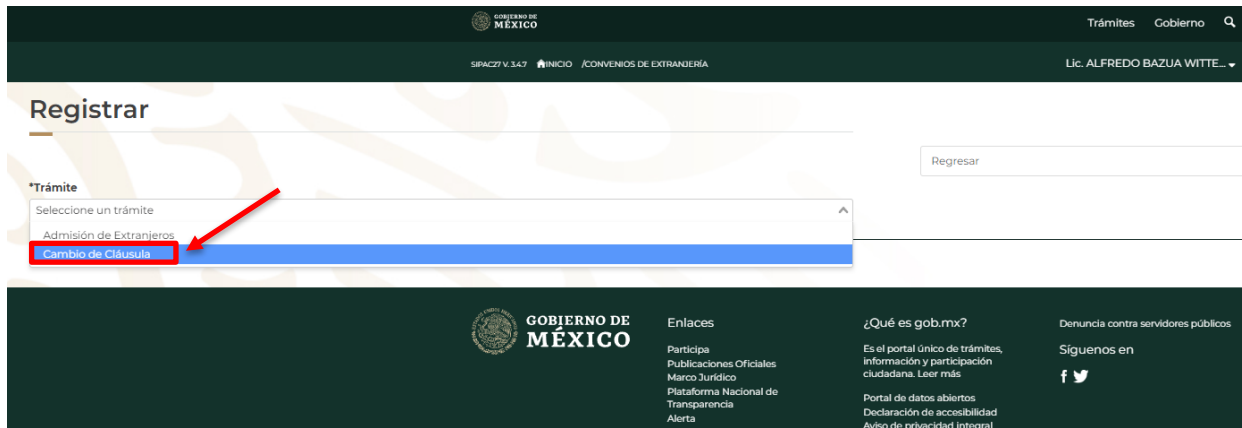 GOBIERNO DE
MÉXICO
Trámites Gobierno
SIPAC27 V. 3.4.7 INICIO /CONVENIOS DE EXTRANJERÍA
Lic. ALFREDO BAZUA WITTE...
Registrar
Regresar
*Trámite
Seleccione un trámite
Admisión de Extranjeros
Cambio de Cláusula
GOBIERNO DE
MÉXICO
Enlaces
Participa
Publicaciones Oficiales
Marco Jurídico
Plataforma Nacional de
Transparencia
Alerta
¿Qué es gob.mx?
Es el portal único de trámites,
información y participación
ciudadana. Leer más
Portal de datos abiertos
Declaración de accesibilidad
Aviso de privacidad integral
Denuncia contra servidores públicos
Síguenos en